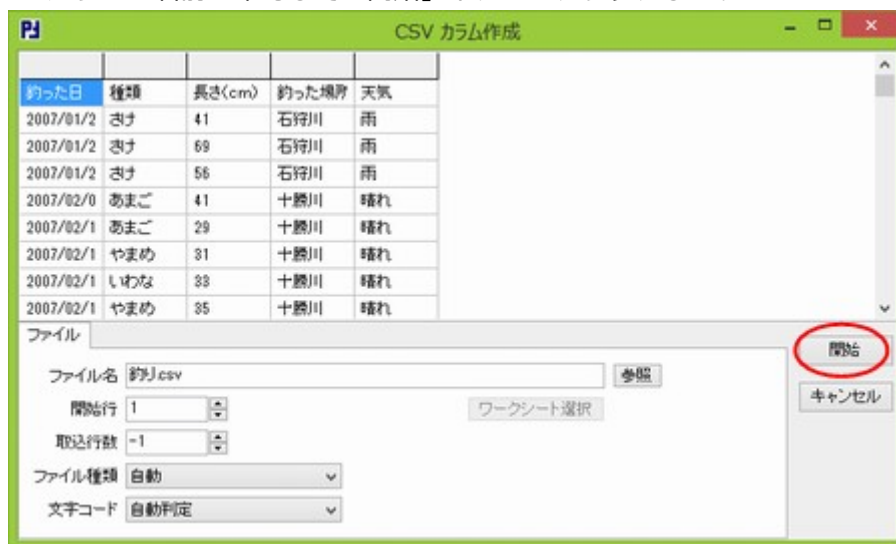 CSV カラム作成
釣った日 種類 長さ(cm) 釣った場所 天気
2007/01/2 さけ 41 石狩川 雨
2007/01/2 さけ 69 石狩川 雨
2007/01/2 さけ 56 石狩川 雨
2007/02/0 あまご 41 十勝川 晴れ
2007/02/1 あまご 29 十勝川 晴れ
2007/02/1 やまめ 31 十勝川 晴れ
2007/02/1 いわな 33 十勝川 晴れ
2007/02/1 やまめ 35 十勝川 晴れ
ファイル
開始
ファイル名 釣り.csv 参照
キャンセル
開始行 1 ワークシート選択
取込行数 -1
ファイル種類 自動
文字コード 自動判定